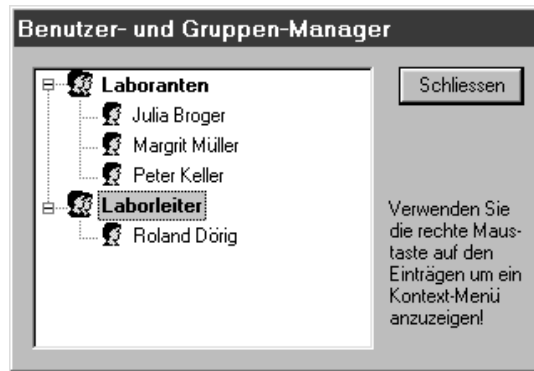 Benutzer- und Gruppen-Manager
Laboranten
Julia Broger
Margrit Müller
Peter Keller
Laborleiter
Roland Dörig
Schliessen
Verwenden Sie
die rechte Maus-
taste auf den
Einträgen um ein
Kontext-Menü
anzuzeigen!